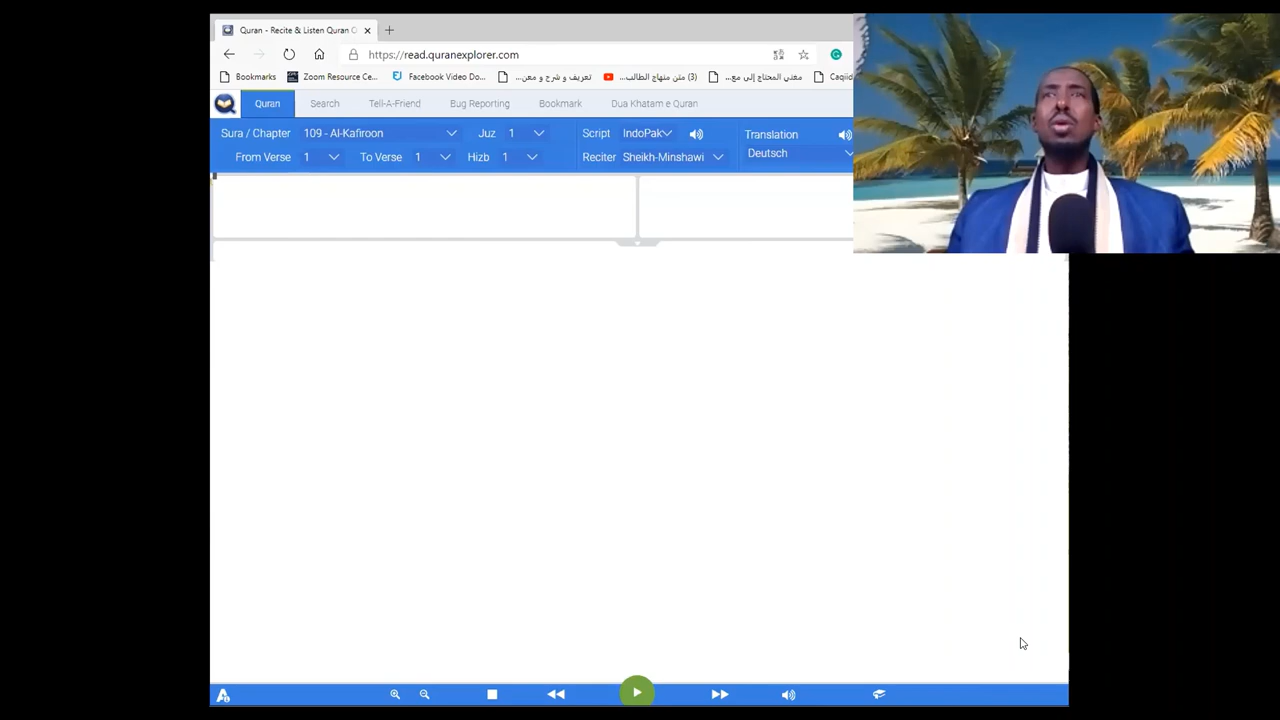 Quran - Recite & Listen Quran O
https://read.quranexplorer.com
Bookmarks
Zoom Resource Ce...
Facebook Video Do...
تعريف و شرح و معن...
(3) متن منهاج الطالب...
مغني المحتاج إلى مع...
Caqiid
Quran
Search
Tell-A-Friend
Bug Reporting
Bookmark
Dua Khatam e Quran
Sura / Chapter 109 - Al-Kafiroon Juz 1 Script IndoPak Translation
From Verse 1 To Verse 1 Hizb 1 Reciter Sheikh-Minshawi Deutsch